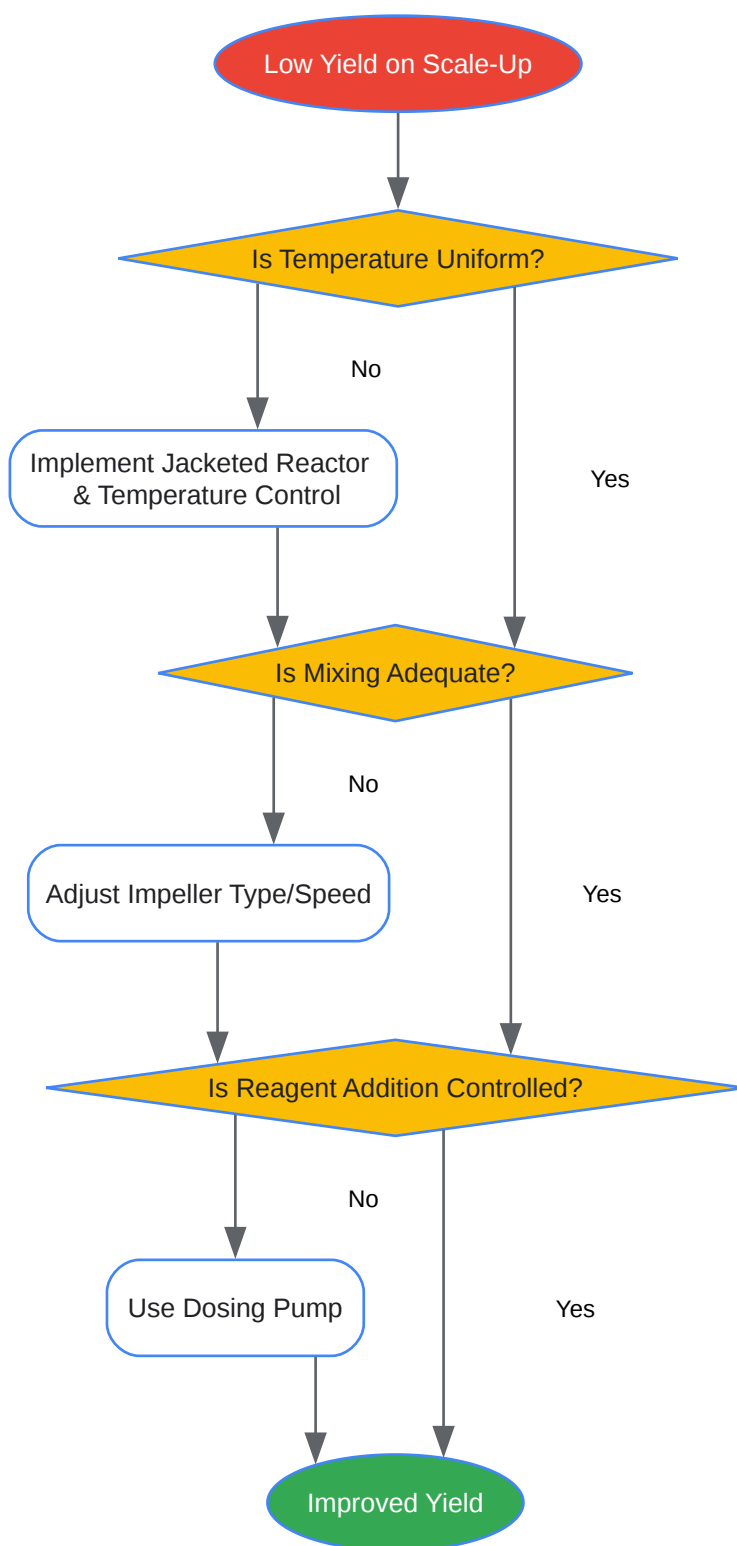 Low Yield on Scale-Up
Is Temperature Uniform?
No
Implement Jacketed Reactor
& Temperature Control
Yes
Is Mixing Adequate?
No
Adjust Impeller Type/Speed
Yes
Is Reagent Addition Controlled?
No
Use Dosing Pump
Yes
Improved Yield